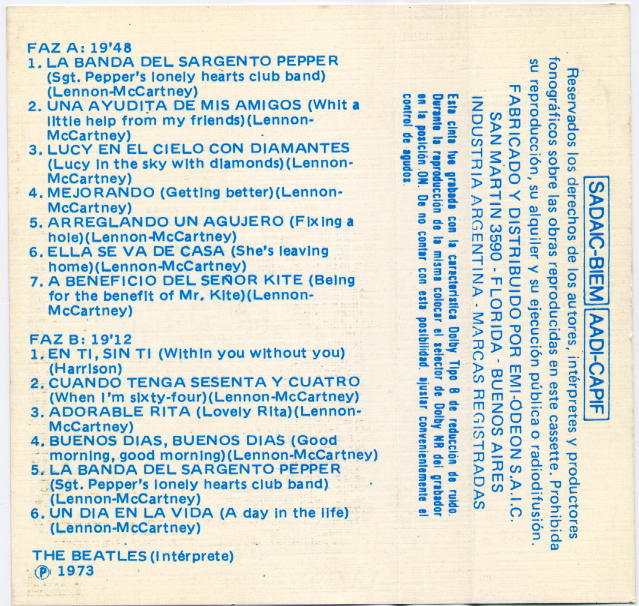 FAZ A: 19'48
1. LA BANDA DEL SARGENTO PEPPER
(Sgt. Pepper's lonely hearts club band)
(Lennon-McCartney)
2. UNA AYUDITA DE MIS AMIGOS (Whit a
little help from my friends)(Lennon-
McCartney)
3. LUCY EN EL CIELO CON DIAMANTES
(Lucy in the sky with diamonds)(Lennon-
McCartney)
4. MEJORANDO (Getting better)(Lennon-
McCartney)
5. ARREGLANDO UN AGUJERO (Fixing a
hole)(Lennon-McCartney)
6. ELLA SE VA DE CASA (She's leaving
home)(Lennon-McCartney)
7. A BENEFICIO DEL SEÑOR KITE (Being
for the benefit of Mr. Kite)(Lennon-
McCartney)
FAZ B: 19'12
1. EN TI, SIN TI (Within you without you)
(Harrison)
2. CUANDO TENGA SESENTA Y CUATRO
(When I'm sixty-four)(Lennon-McCartney)
3. ADORABLE RITA (Lovely Rita)(Lennon-
McCartney)
4. BUENOS DIAS, BUENOS DIAS (Good
morning, good morning)(Lennon-McCartney)
5. LA BANDA DEL SARGENTO PEPPER
(Sgt. Pepper's lonely hearts club band)
(Lennon-McCartney)
6. UN DIA EN LA VIDA (A day in the life)
(Lennon-McCartney)
THE BEATLES (Intérprete)
℗ 1973
SADAIC-BIEM AADI-CAPIF
Reservados los derechos de los autores, intérpretes y productores
fonográficos sobre las obras reproducidas en este cassette. Prohibida
su reproducción, su alquiler y su ejecución pública o radiodifusión.
FABRICADO Y DISTRIBUIDO POR EMI-ODEON S.A.I.C.
SAN MARTIN 3590 - FLORIDA - BUENOS AIRES
INDUSTRIA ARGENTINA - MARCAS REGISTRADAS
Esta cinta fue grabada con la característica Dolby Tipo B de reducción de ruido.
Durante la reproducción de la misma colocar el selector de Dolby NR del grabador
en la posición ON. De no contar con esta posibilidad, ajustar convenientemente el
control de agudos.